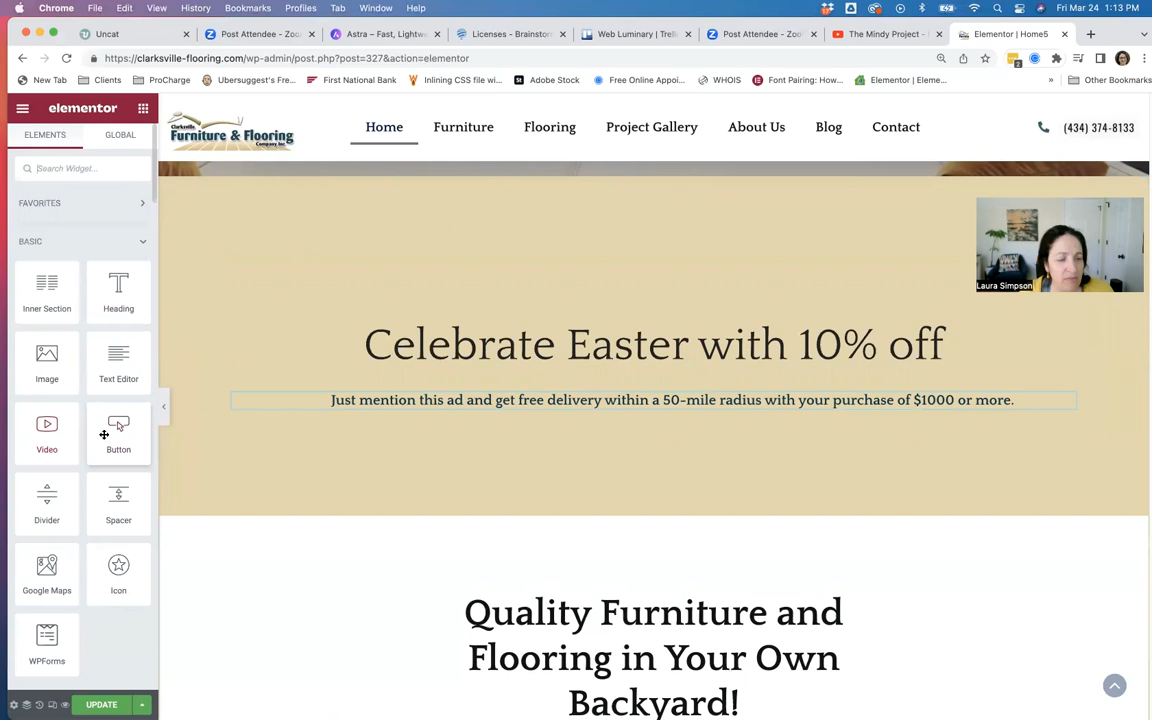 Chrome File Edit View History Bookmarks Profiles Tab Window Help Fri Mar 24 1:13 PM
Uncat Post Attendee - Zoo Astra – Fast, Lightwe Licenses - Brainstorm Web Luminary | Trell Post Attendee - Zoo The Mindy Project - Elementor | Home5
https://clarksville-flooring.com/wp-admin/post.php?post=327&action=elementor
New Tab Clients ProCharge Ubersuggest's Free... First National Bank Inlining CSS file wi... Adobe Stock Free Online Appoi... WHOIS Font Pairing: How... Elementor | Eleme... » Other Bookmarks
elementor
ELEMENTS GLOBAL
Search Widget...
FAVORITES
BASIC
Inner Section Heading
Image Text Editor
Video Button
Divider Spacer
Google Maps Icon
WPForms
UPDATE
Clarksville
Furniture & Flooring
Company Inc
Home Furniture Flooring Project Gallery About Us Blog Contact (434) 374-8133
Laura Simpson
Celebrate Easter with 10% off
Just mention this ad and get free delivery within a 50-mile radius with your purchase of $1000 or more.
Quality Furniture and
Flooring in Your Own
Backyard!